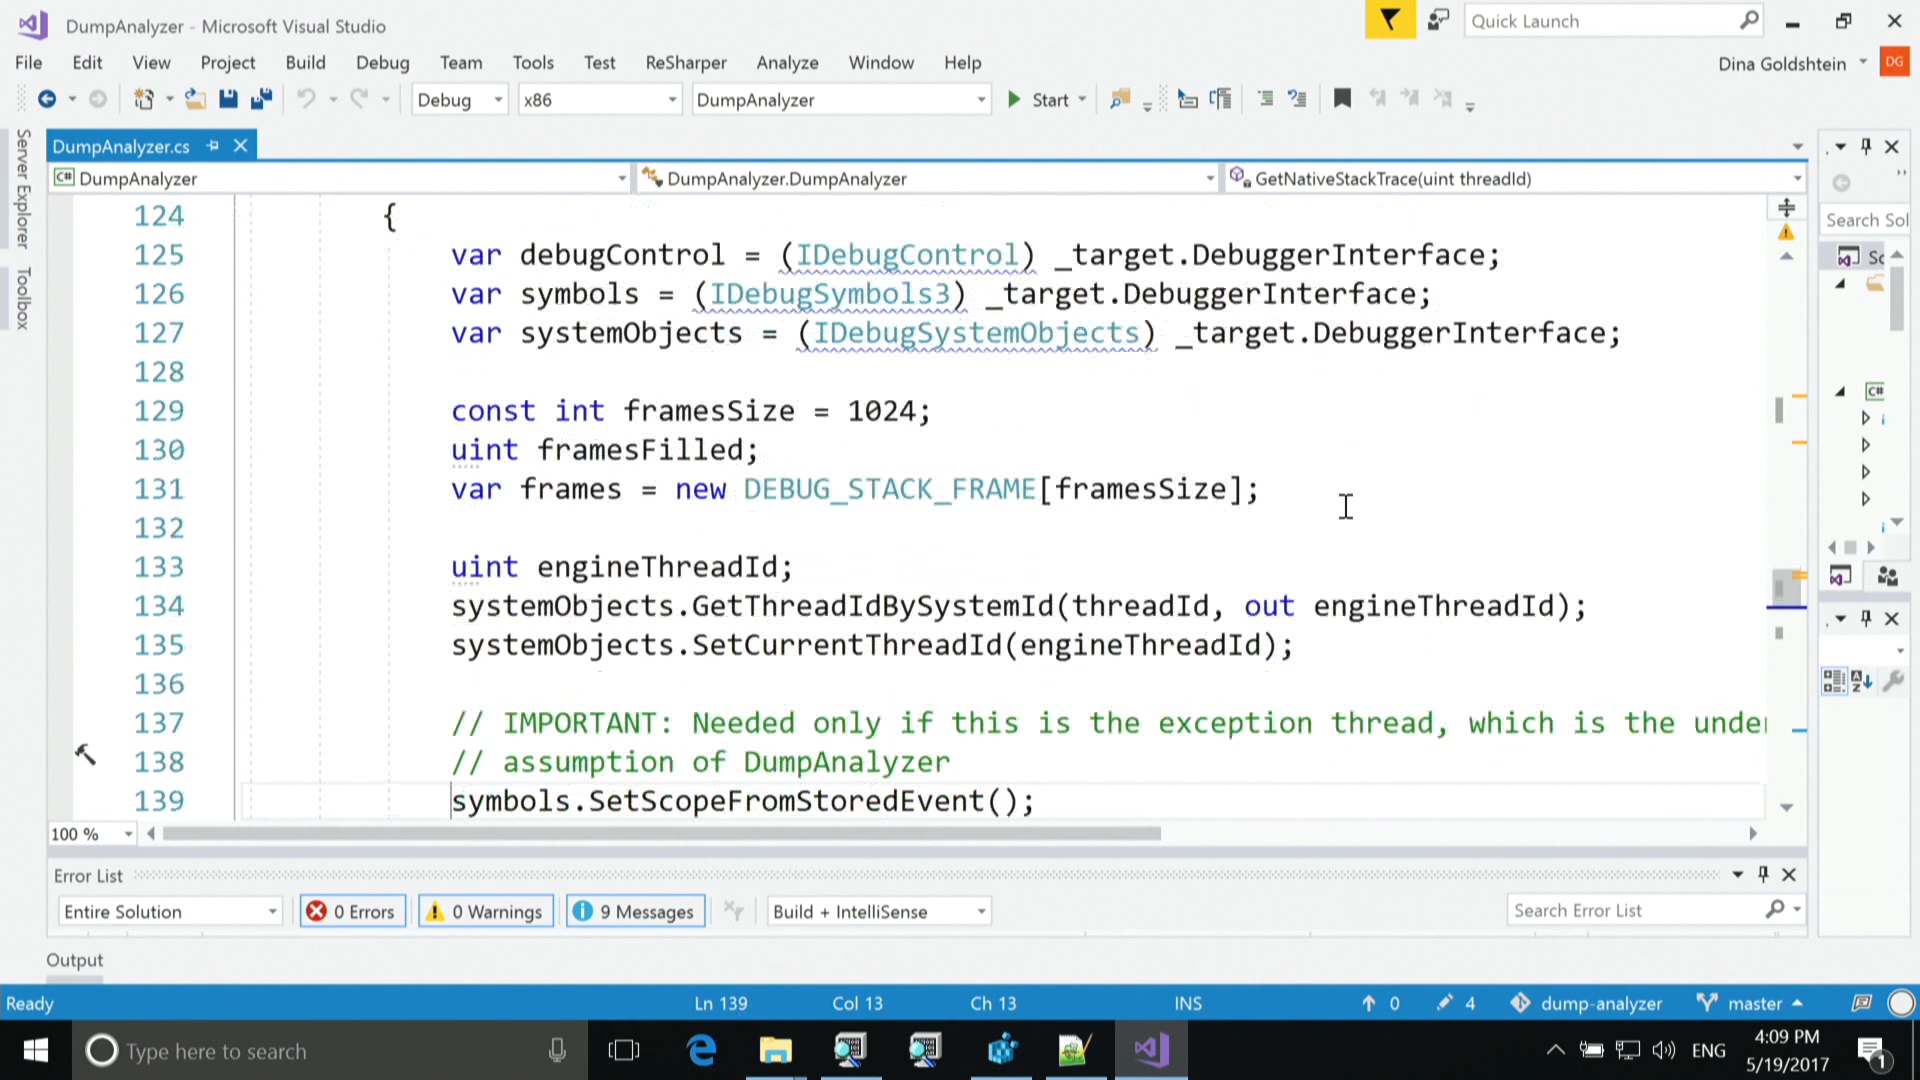 DumpAnalyzer - Microsoft Visual Studio
Quick Launch
File Edit View Project Build Debug Team Tools Test ReSharper Analyze Window Help
Dina Goldshtein DG
Debug x86 DumpAnalyzer Start
Server Explorer
Toolbox
DumpAnalyzer.cs
C# DumpAnalyzer DumpAnalyzer.DumpAnalyzer GetNativeStackTrace(uint threadId)
Search Sol
Sc
C#
124 {
125 var debugControl = (IDebugControl) _target.DebuggerInterface;
126 var symbols = (IDebugSymbols3) _target.DebuggerInterface;
127 var systemObjects = (IDebugSystemObjects) _target.DebuggerInterface;
128
129 const int framesSize = 1024;
130 uint framesFilled;
131 var frames = new DEBUG_STACK_FRAME[framesSize];
132
133 uint engineThreadId;
134 systemObjects.GetThreadIdBySystemId(threadId, out engineThreadId);
135 systemObjects.SetCurrentThreadId(engineThreadId);
136
137 // IMPORTANT: Needed only if this is the exception thread, which is the under
138 // assumption of DumpAnalyzer
139 symbols.SetScopeFromStoredEvent();
100 %
Error List
Entire Solution 0 Errors 0 Warnings 9 Messages Build + IntelliSense Search Error List
Output
Ready Ln 139 Col 13 Ch 13 INS 0 4 dump-analyzer master
Type here to search
ENG
4:09 PM
5/19/2017
1